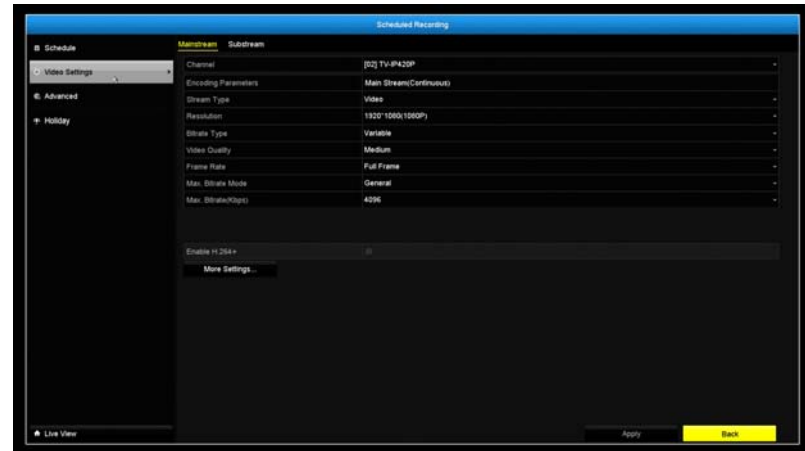 Scheduled Recording
Schedule
Video Settings
Advanced
Holiday
Live View
Mainstream Substream
Channel [02] TV-IP420P
Encoding Parameters Main Stream(Continuous)
Stream Type Video
Resolution 1920*1080(1080P)
Bitrate Type Variable
Video Quality Medium
Frame Rate Full Frame
Max. Bitrate Mode General
Max. Bitrate(Kbps) 4096
Enable H.264+
More Settings...
Apply Back